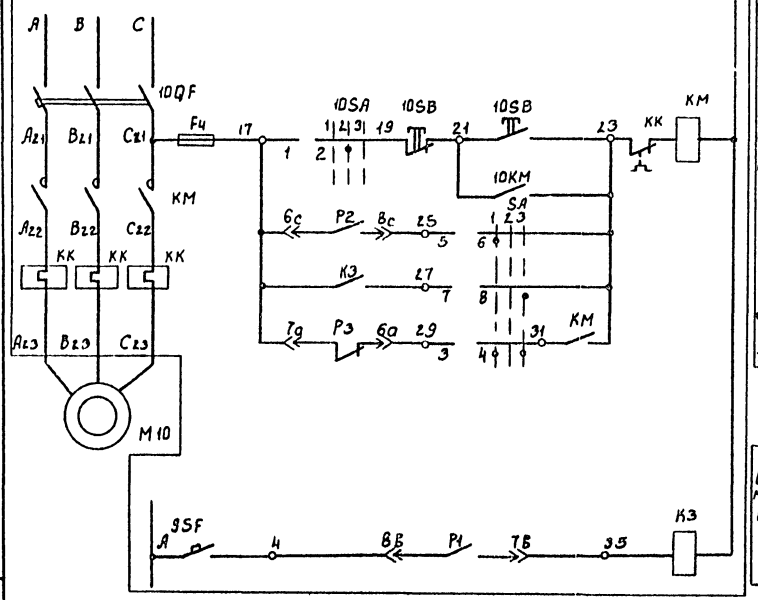 A B C
10QF
A21 B21 C21
F4
17
1 2
10SA
1 2 3
19
10SB
21
10SB
23
KK
KM
10KM
KM
A22 B22 C22
KK KK KK
6c P2 8c 25
5 6
SA
1 2 3
КЭ 27
7 8
7д P3 6a 29
3 4
31
KM
A23 B23 C23
M10
9SF
A
4
8B P1 7B
35
K3